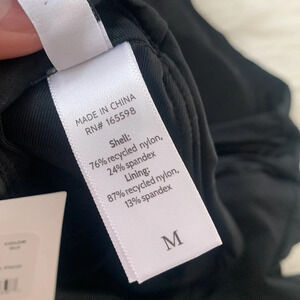 MADE IN CHINA
RN# 165598
Shell:
76% recycled nylon,
24% spandex
Lining:
87% recycled nylon,
13% spandex
M